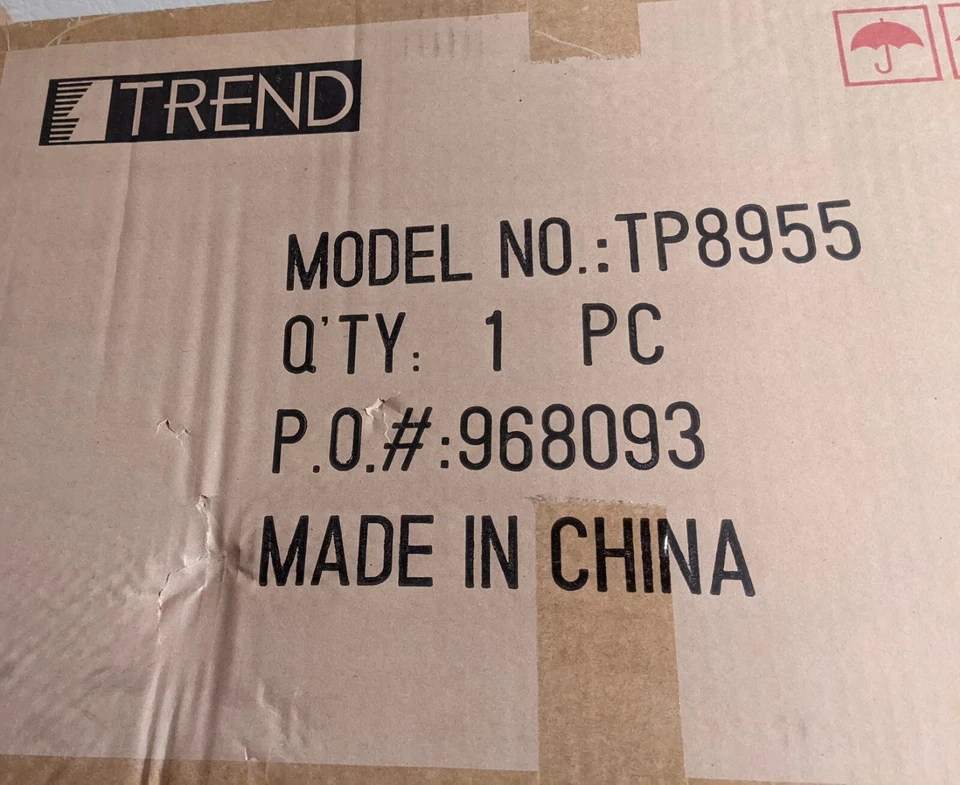 TREND
MODEL NO.:TP8955
Q'TY: 1 PC
P.O.#:968093
MADE IN CHINA